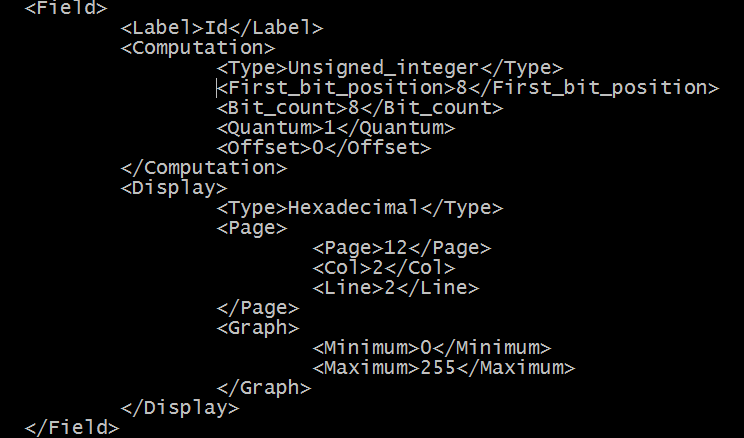 <Field>
<Label>Id</Label>
<Computation>
<Type>Unsigned_integer</Type>
<First_bit_position>8</First_bit_position>
<Bit_count>8</Bit_count>
<Quantum>1</Quantum>
<Offset>0</Offset>
</Computation>
<Display>
<Type>Hexadecimal</Type>
<Page>
<Page>12</Page>
<Col>2</Col>
<Line>2</Line>
</Page>
<Graph>
<Minimum>0</Minimum>
<Maximum>255</Maximum>
</Graph>
</Display>
</Field>